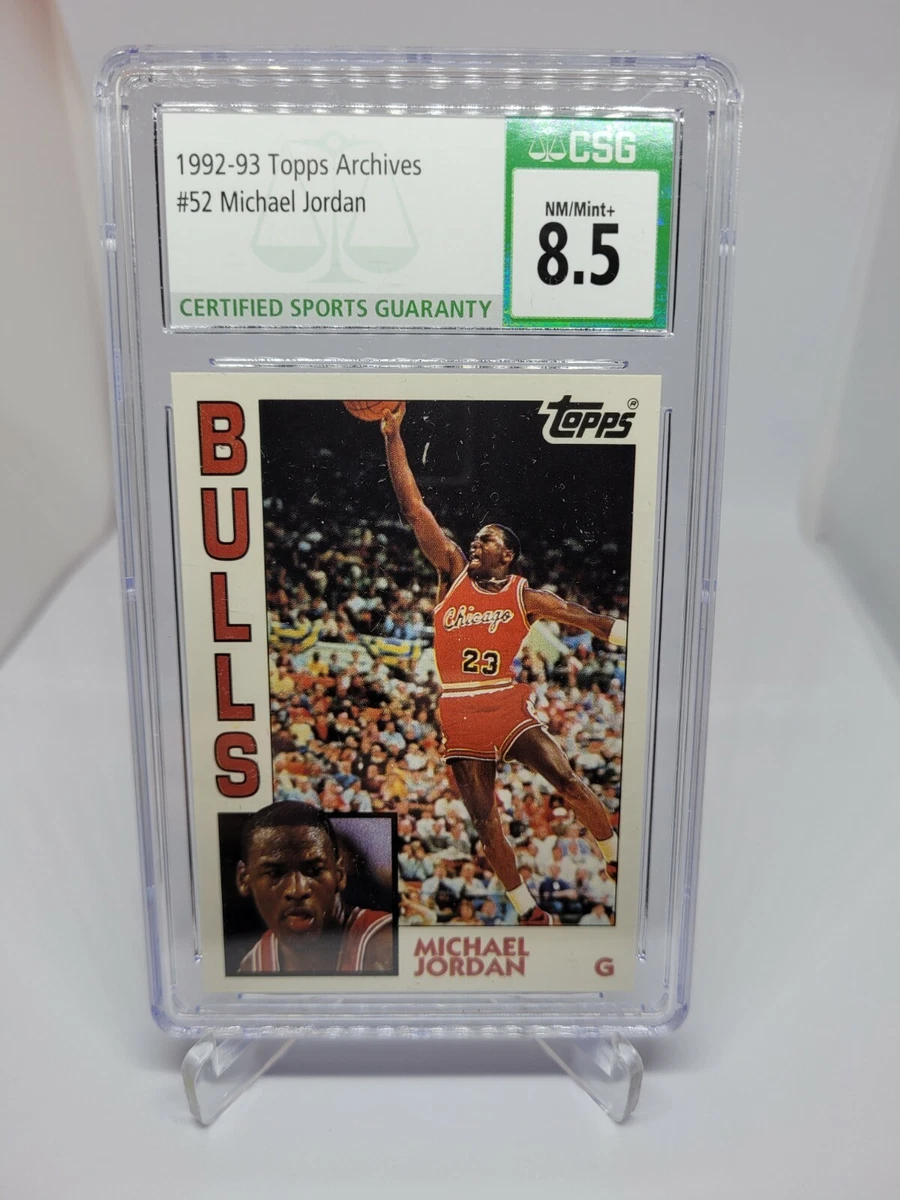 1992-93 Topps Archives
#52 Michael Jordan
CSG
NM/Mint+
8.5
CERTIFIED SPORTS GUARANTY
BULLS
Topps®
Chicago
23
MICHAEL
JORDAN
G